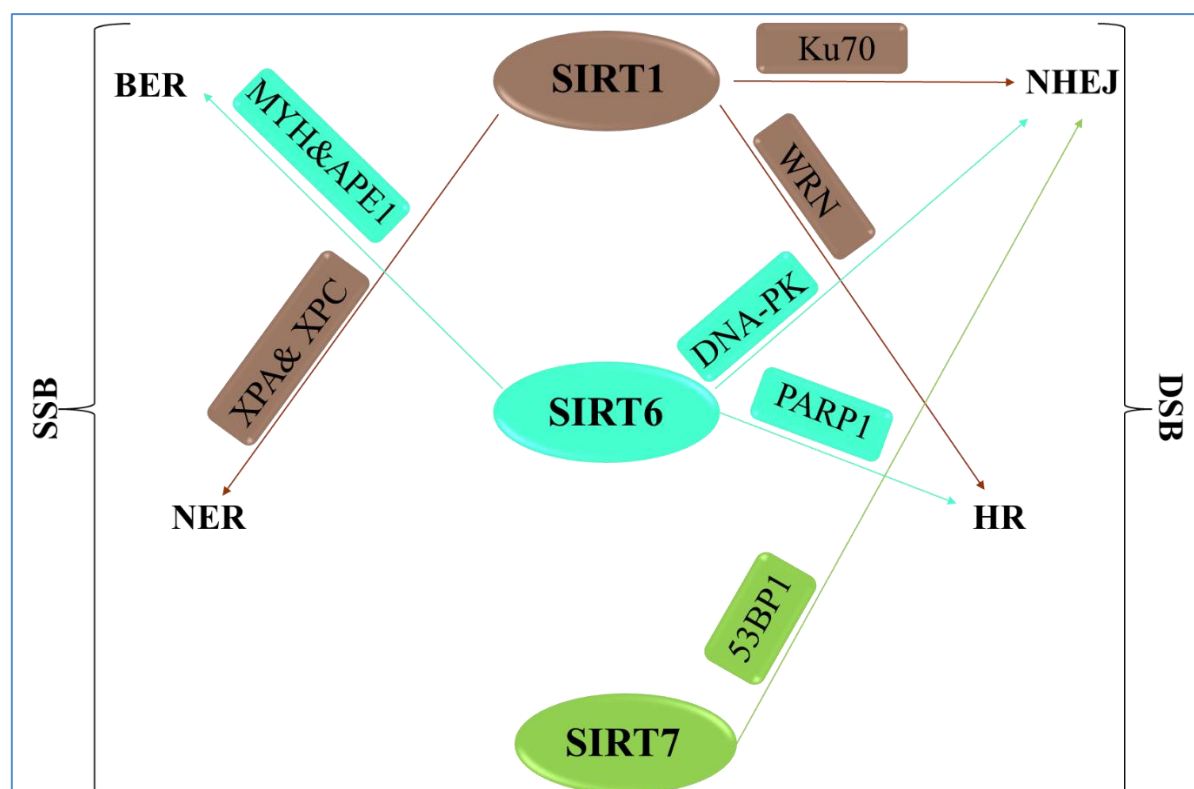 SIRT1
Ku70
BER
NHEJ
MYH&APE1
WRN
XPA& XPC
DNA-PK
SSB
SIRT6
PARP1
DSB
NER
HR
53BP1
SIRT7